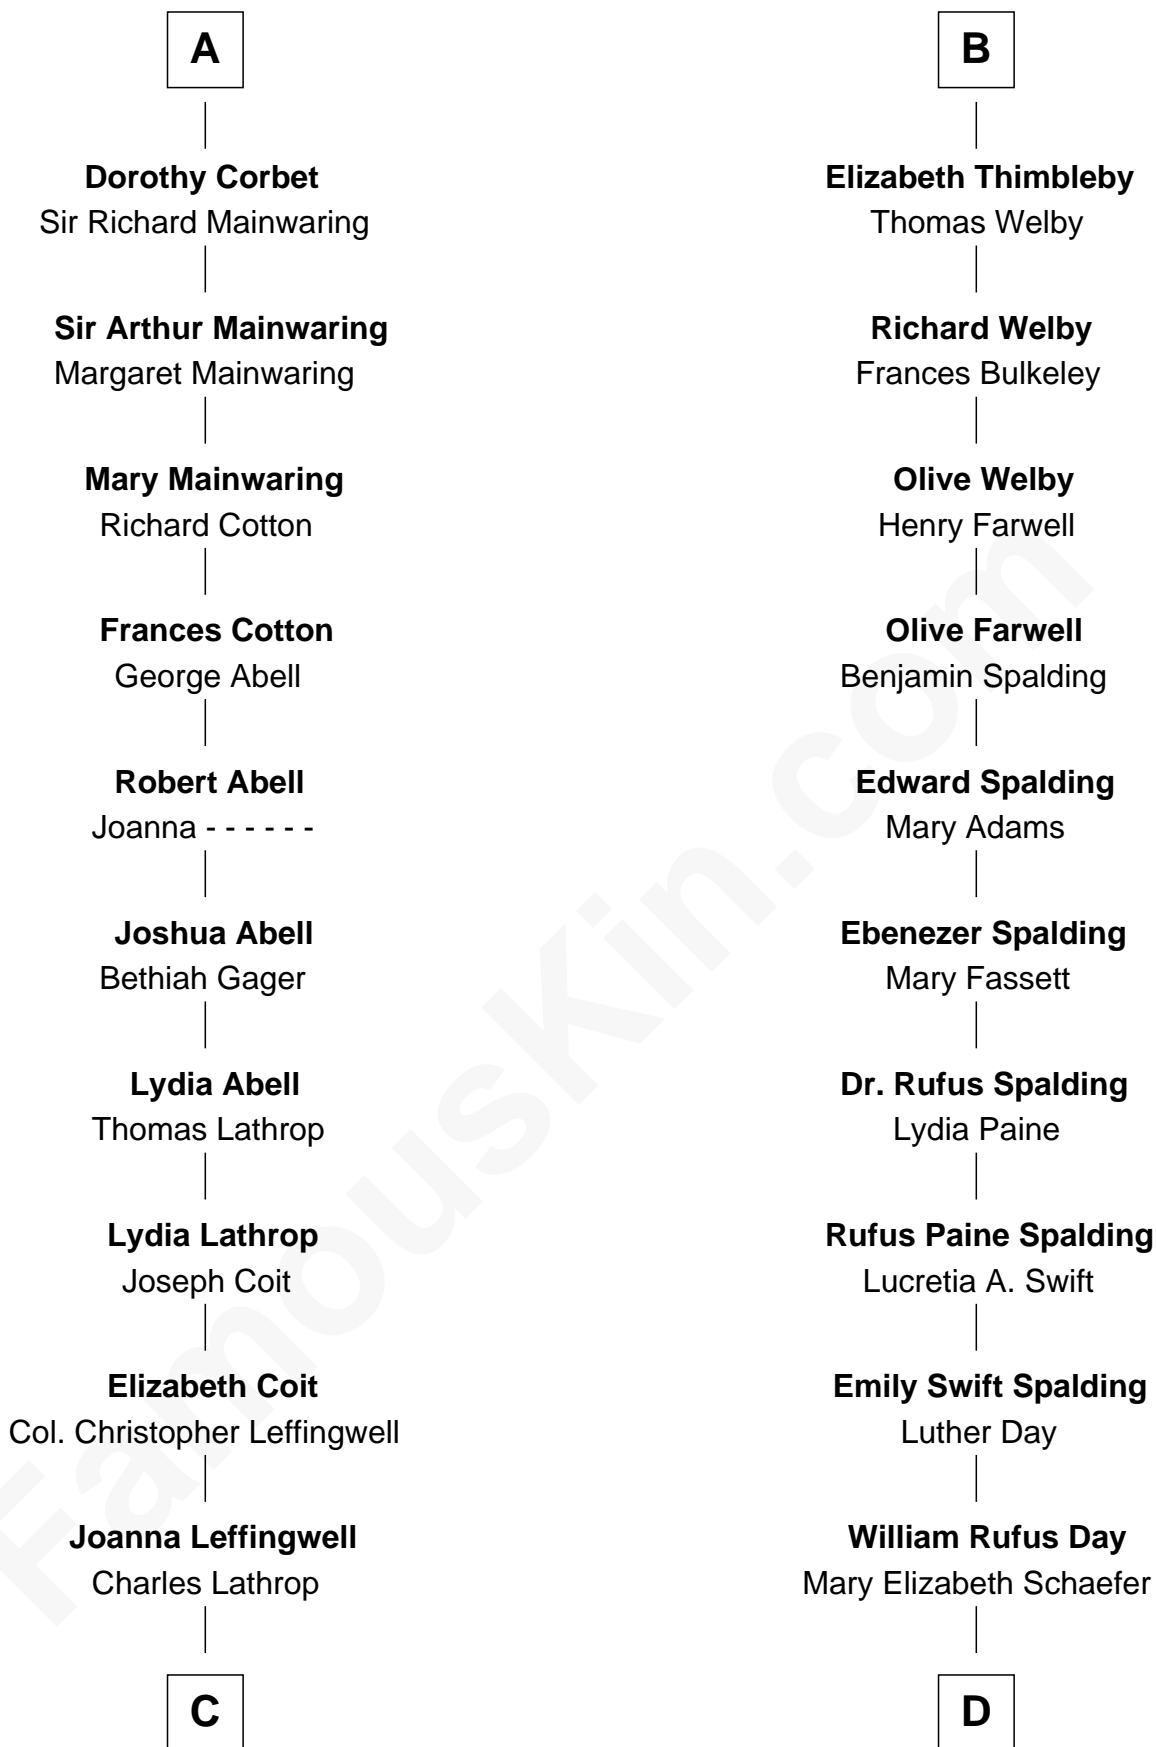 A
Dorothy Corbet
Sir Richard Mainwaring
Sir Arthur Mainwaring
Margaret Mainwaring
Mary Mainwaring
Richard Cotton
Frances Cotton
George Abell
Robert Abell
Joanna - - - - - -
Joshua Abell
Bethiah Gager
Lydia Abell
Thomas Lathrop
Lydia Lathrop
Joseph Coit
Elizabeth Coit
Col. Christopher Leffingwell
Joanna Leffingwell
Charles Lathrop
C
B
Elizabeth Thimbleby
Thomas Welby
Richard Welby
Frances Bulkeley
Olive Welby
Henry Farwell
Olive Farwell
Benjamin Spalding
Edward Spalding
Mary Adams
Ebenezer Spalding
Mary Fassett
Dr. Rufus Spalding
Lydia Paine
Rufus Paine Spalding
Lucretia A. Swift
Emily Swift Spalding
Luther Day
William Rufus Day
Mary Elizabeth Schaefer
D
FamousKin.com